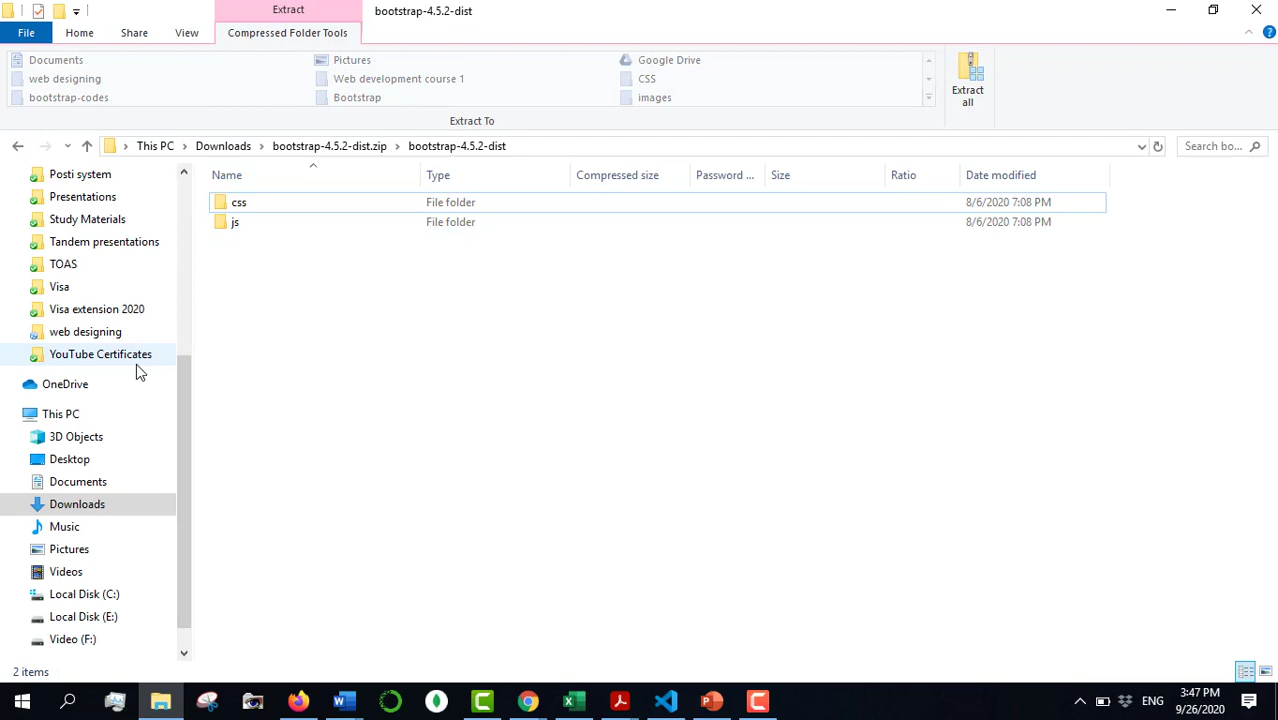 Extract
bootstrap-4.5.2-dist
File
Home
Share
View
Compressed Folder Tools
Documents
Pictures
Google Drive
web designing
Web development course 1
CSS
bootstrap-codes
Bootstrap
images
Extract all
Extract To
This PC
Downloads
bootstrap-4.5.2-dist.zip
bootstrap-4.5.2-dist
Search bo...
Name
Type
Compressed size
Password ...
Size
Ratio
Date modified
css
File folder
8/6/2020 7:08 PM
js
File folder
8/6/2020 7:08 PM
Posti system
Presentations
Study Materials
Tandem presentations
TOAS
Visa
Visa extension 2020
web designing
YouTube Certificates
OneDrive
This PC
3D Objects
Desktop
Documents
Downloads
Music
Pictures
Videos
Local Disk (C:)
Local Disk (E:)
Video (F:)
2 items
ENG
3:47 PM
9/26/2020